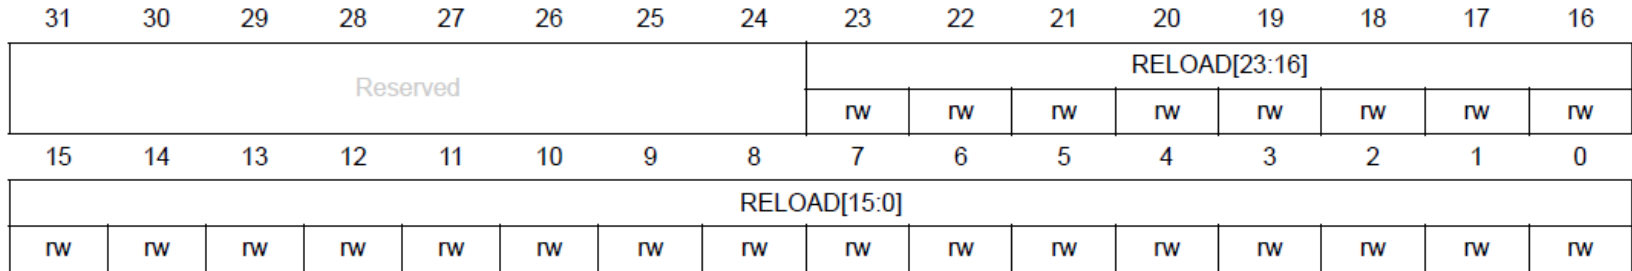 31 30 29 28 27 26 25 24 23 22 21 20 19 18 17 16
Reserved
RELOAD[23:16]
rw rw rw rw rw rw rw rw
15 14 13 12 11 10 9 8 7 6 5 4 3 2 1 0
RELOAD[15:0]
rw rw rw rw rw rw rw rw rw rw rw rw rw rw rw rw